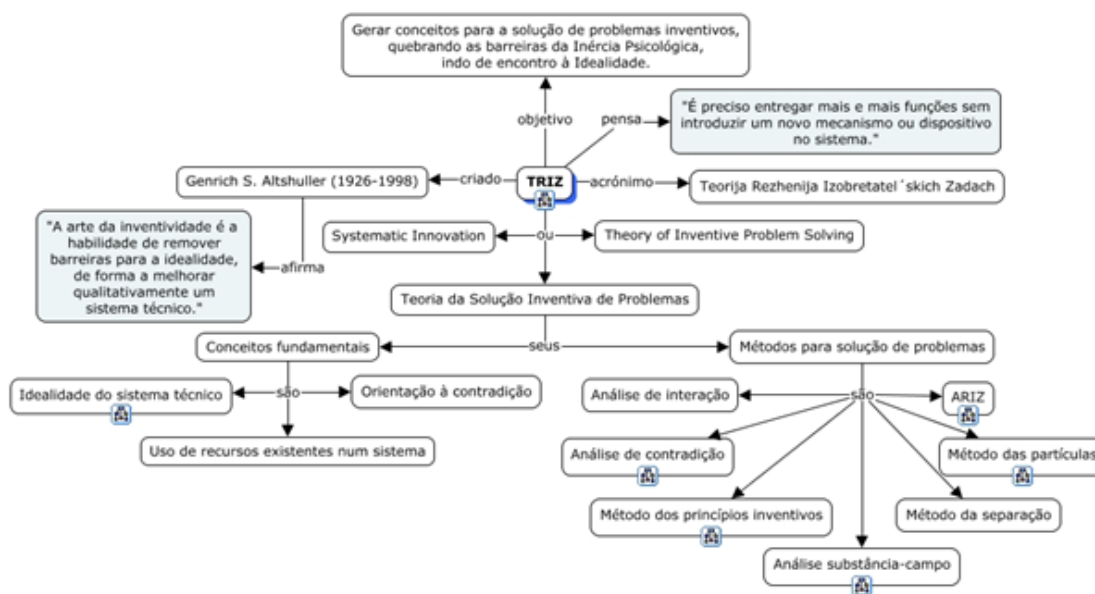 Gerar conceitos para a solução de problemas inventivos,
quebrando as barreiras da Inércia Psicológica,
indo de encontro à Idealidade.
objetivo
pensa
"É preciso entregar mais e mais funções sem
introduzir um novo mecanismo ou dispositivo
no sistema."
Genrich S. Altshuller (1926-1998)
criado
TRIZ
acrónimo
Teorija Rezhenija Izobretatel´skich Zadach
"A arte da inventividade é a
habilidade de remover
barreiras para a idealidade,
de forma a melhorar
qualitativamente um
sistema técnico."
afirma
Systematic Innovation
ou
Theory of Inventive Problem Solving
Teoria da Solução Inventiva de Problemas
Conceitos fundamentais
seus
Métodos para solução de problemas
Idealidade do sistema técnico
são
Orientação à contradição
Uso de recursos existentes num sistema
Análise de interação
são
ARIZ
Análise de contradição
Método das partículas
Método dos princípios inventivos
Método da separação
Análise substância-campo